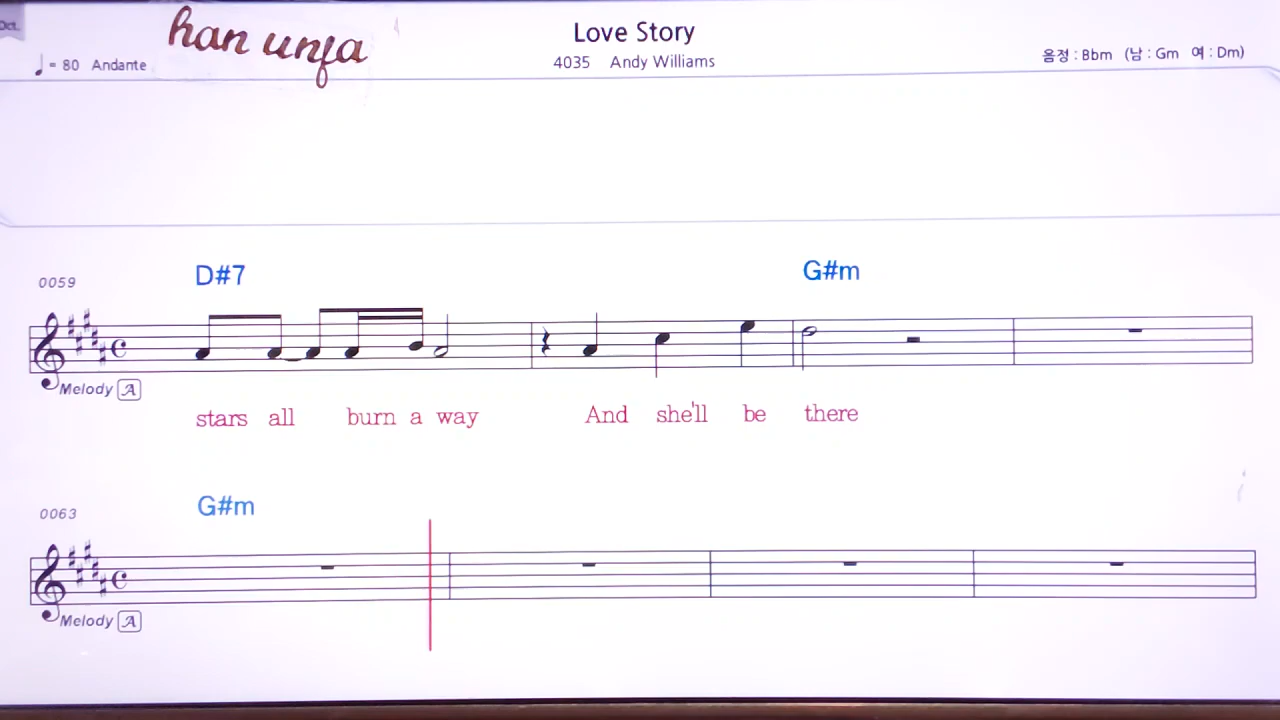 Oct.
han unja
Love Story
♩ = 80 Andante
4035 Andy Williams
음정 : Bbm (남 : Gm 여 : Dm)
0059
D#7
G#m
Melody A
stars all burn a way And she'll be there
0063
G#m
Melody A